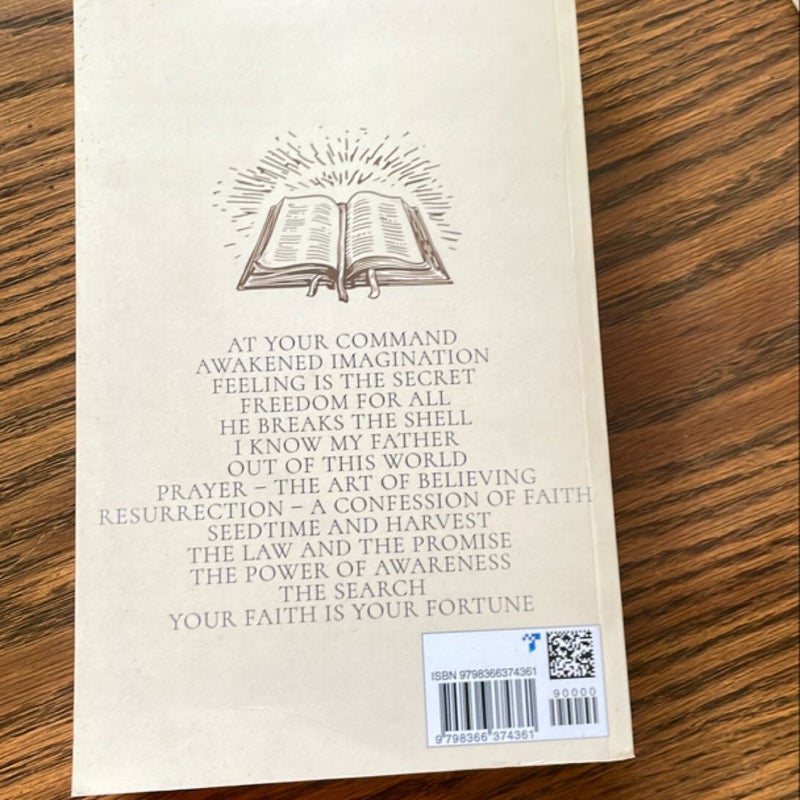 AT YOUR COMMAND
AWAKENED IMAGINATION
FEELING IS THE SECRET
FREEDOM FOR ALL
HE BREAKS THE SHELL
I KNOW MY FATHER
OUT OF THIS WORLD
PRAYER – THE ART OF BELIEVING
RESURRECTION – A CONFESSION OF FAITH
SEEDTIME AND HARVEST
THE LAW AND THE PROMISE
THE POWER OF AWARENESS
THE SEARCH
YOUR FAITH IS YOUR FORTUNE
ISBN 9798366374361
90000
9 798366 374361